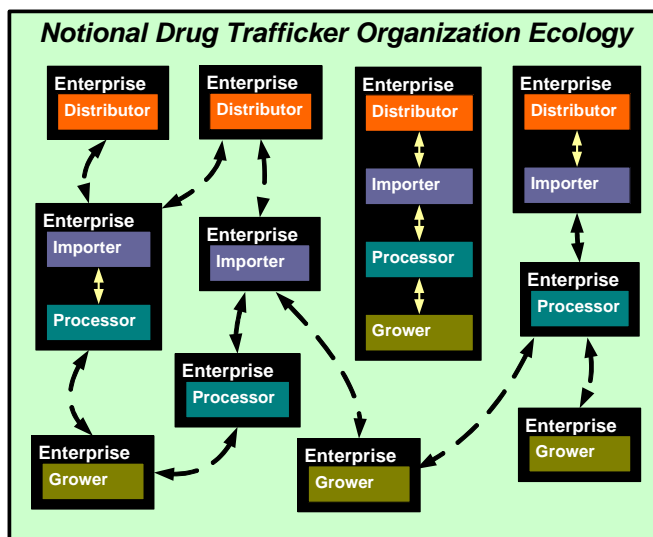 Notional Drug Trafficker Organization Ecology
Enterprise
Distributor
Enterprise
Distributor
Enterprise
Distributor
Importer
Processor
Grower
Enterprise
Distributor
Importer
Enterprise
Importer
Processor
Enterprise
Importer
Enterprise
Processor
Enterprise
Processor
Enterprise
Grower
Enterprise
Grower
Enterprise
Grower